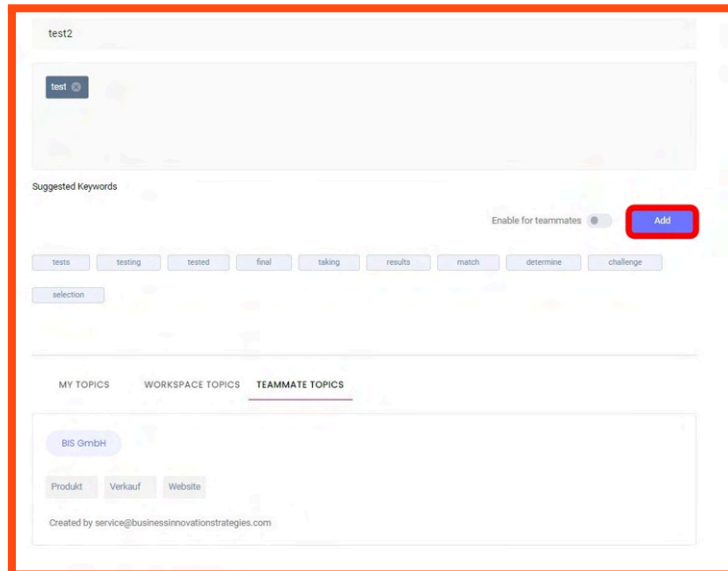 test2
test
Suggested Keywords
Enable for teammates Add
tests testing tested final taking results match determine challenge
selection
MY TOPICS WORKSPACE TOPICS TEAMMATE TOPICS
BIS GmbH
Produkt Verkauf Website
Created by service@businessinnovationstrategies.com